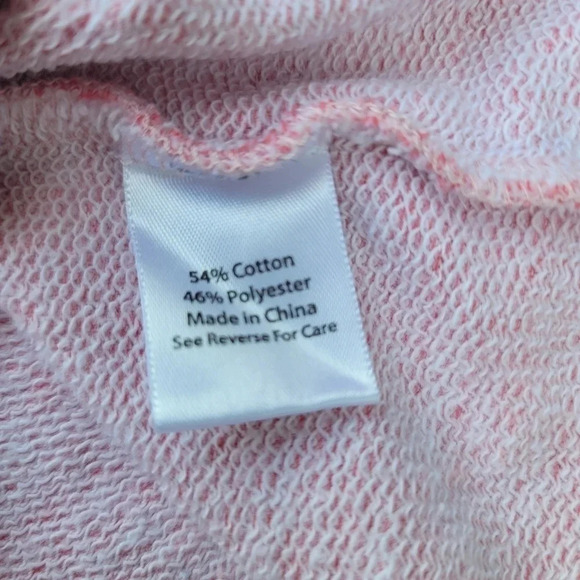 54% Cotton
46% Polyester
Made in China
See Reverse For Care